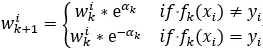 w_{k+1}^{i} = { w_k^i * e^{α_k}   if·f_k(x_i) ≠ y_i
w_k^i * e^{-α_k}   if·f_k(x_i) = y_i